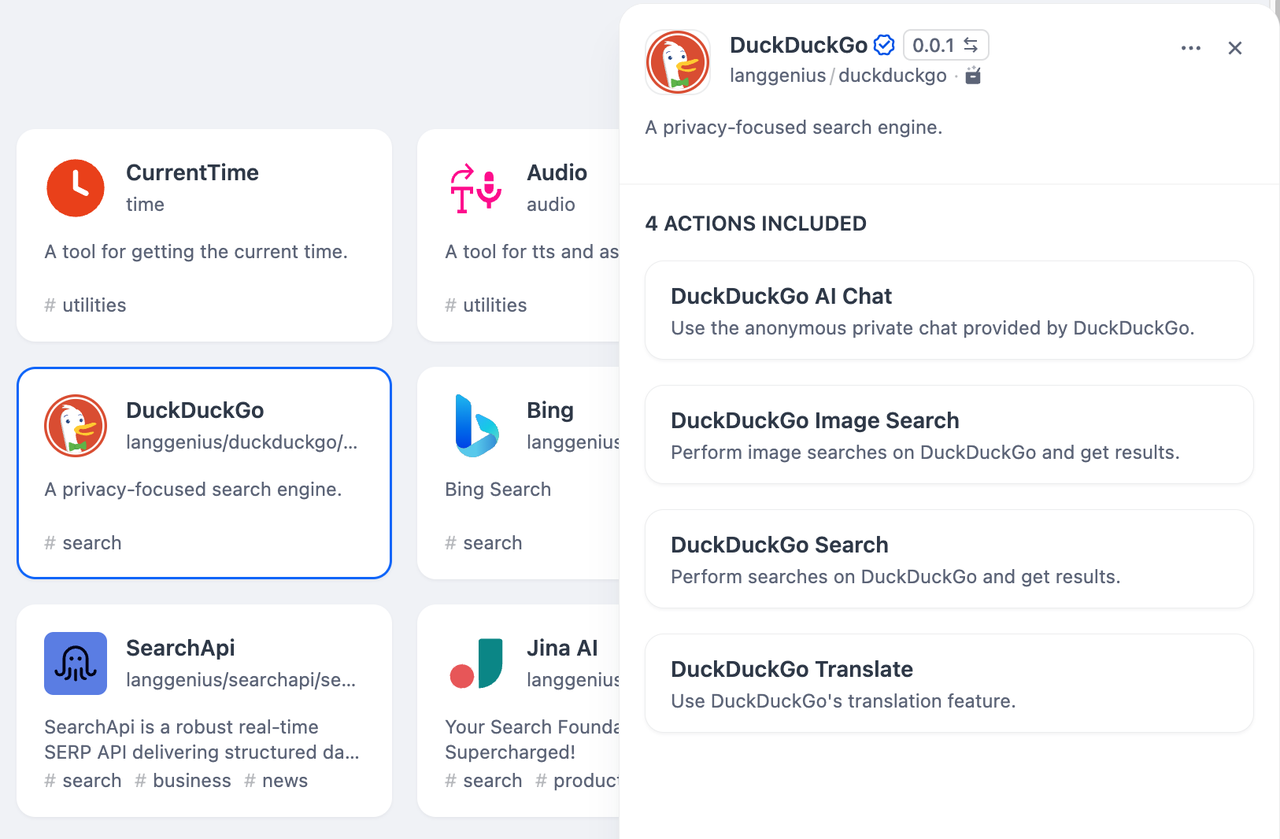 CurrentTime
time
A tool for getting the current time.
# utilities
Audio
audio
A tool for tts and as
# utilities
DuckDuckGo
langgenius/duckduckgo/...
A privacy-focused search engine.
# search
Bing
langgenius
Bing Search
# search
SearchApi
langgenius/searchapi/se...
SearchApi is a robust real-time
SERP API delivering structured da...
# search # business # news
Jina AI
langgenius
Your Search Founda
Supercharged!
# search # product
DuckDuckGo 0.0.1
langgenius/duckduckgo ·
A privacy-focused search engine.
4 ACTIONS INCLUDED
DuckDuckGo AI Chat
Use the anonymous private chat provided by DuckDuckGo.
DuckDuckGo Image Search
Perform image searches on DuckDuckGo and get results.
DuckDuckGo Search
Perform searches on DuckDuckGo and get results.
DuckDuckGo Translate
Use DuckDuckGo's translation feature.